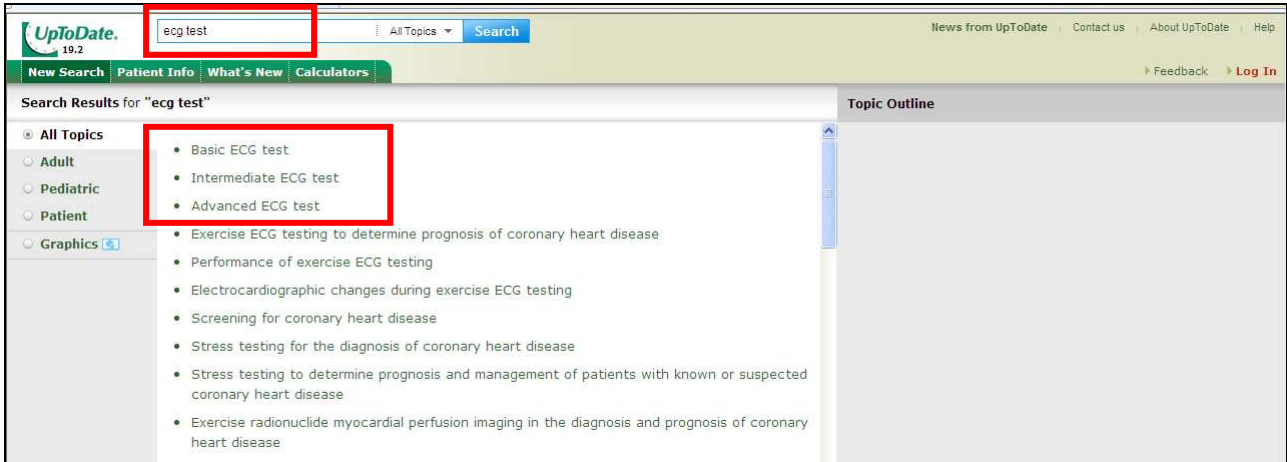 UpToDate®
19.2
ecg test
All Topics
Search
News from UpToDate
Contact us
About UpToDate
Help
New Search
Patient Info
What's New
Calculators
Feedback
Log In
Search Results for "ecg test"
Topic Outline
All Topics
Adult
Pediatric
Patient
Graphics
• Basic ECG test
• Intermediate ECG test
• Advanced ECG test
• Exercise ECG testing to determine prognosis of coronary heart disease
• Performance of exercise ECG testing
• Electrocardiographic changes during exercise ECG testing
• Screening for coronary heart disease
• Stress testing for the diagnosis of coronary heart disease
• Stress testing to determine prognosis and management of patients with known or suspected
coronary heart disease
• Exercise radionuclide myocardial perfusion imaging in the diagnosis and prognosis of coronary
heart disease